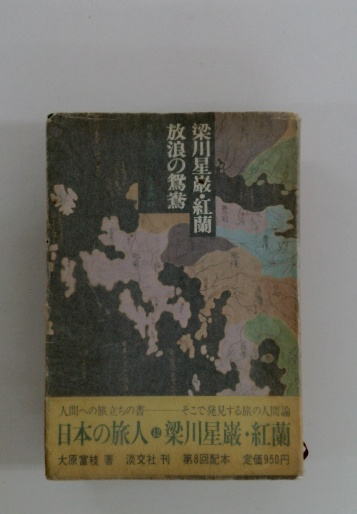 梁川星巌・紅蘭
放浪の鴛鴦
人間への旅立ちの書――そこで発見する旅の人間論
日本の旅人⑫梁川星巌・紅蘭
大原富枝 著 淡交社 刊 第8回配本 定価950円